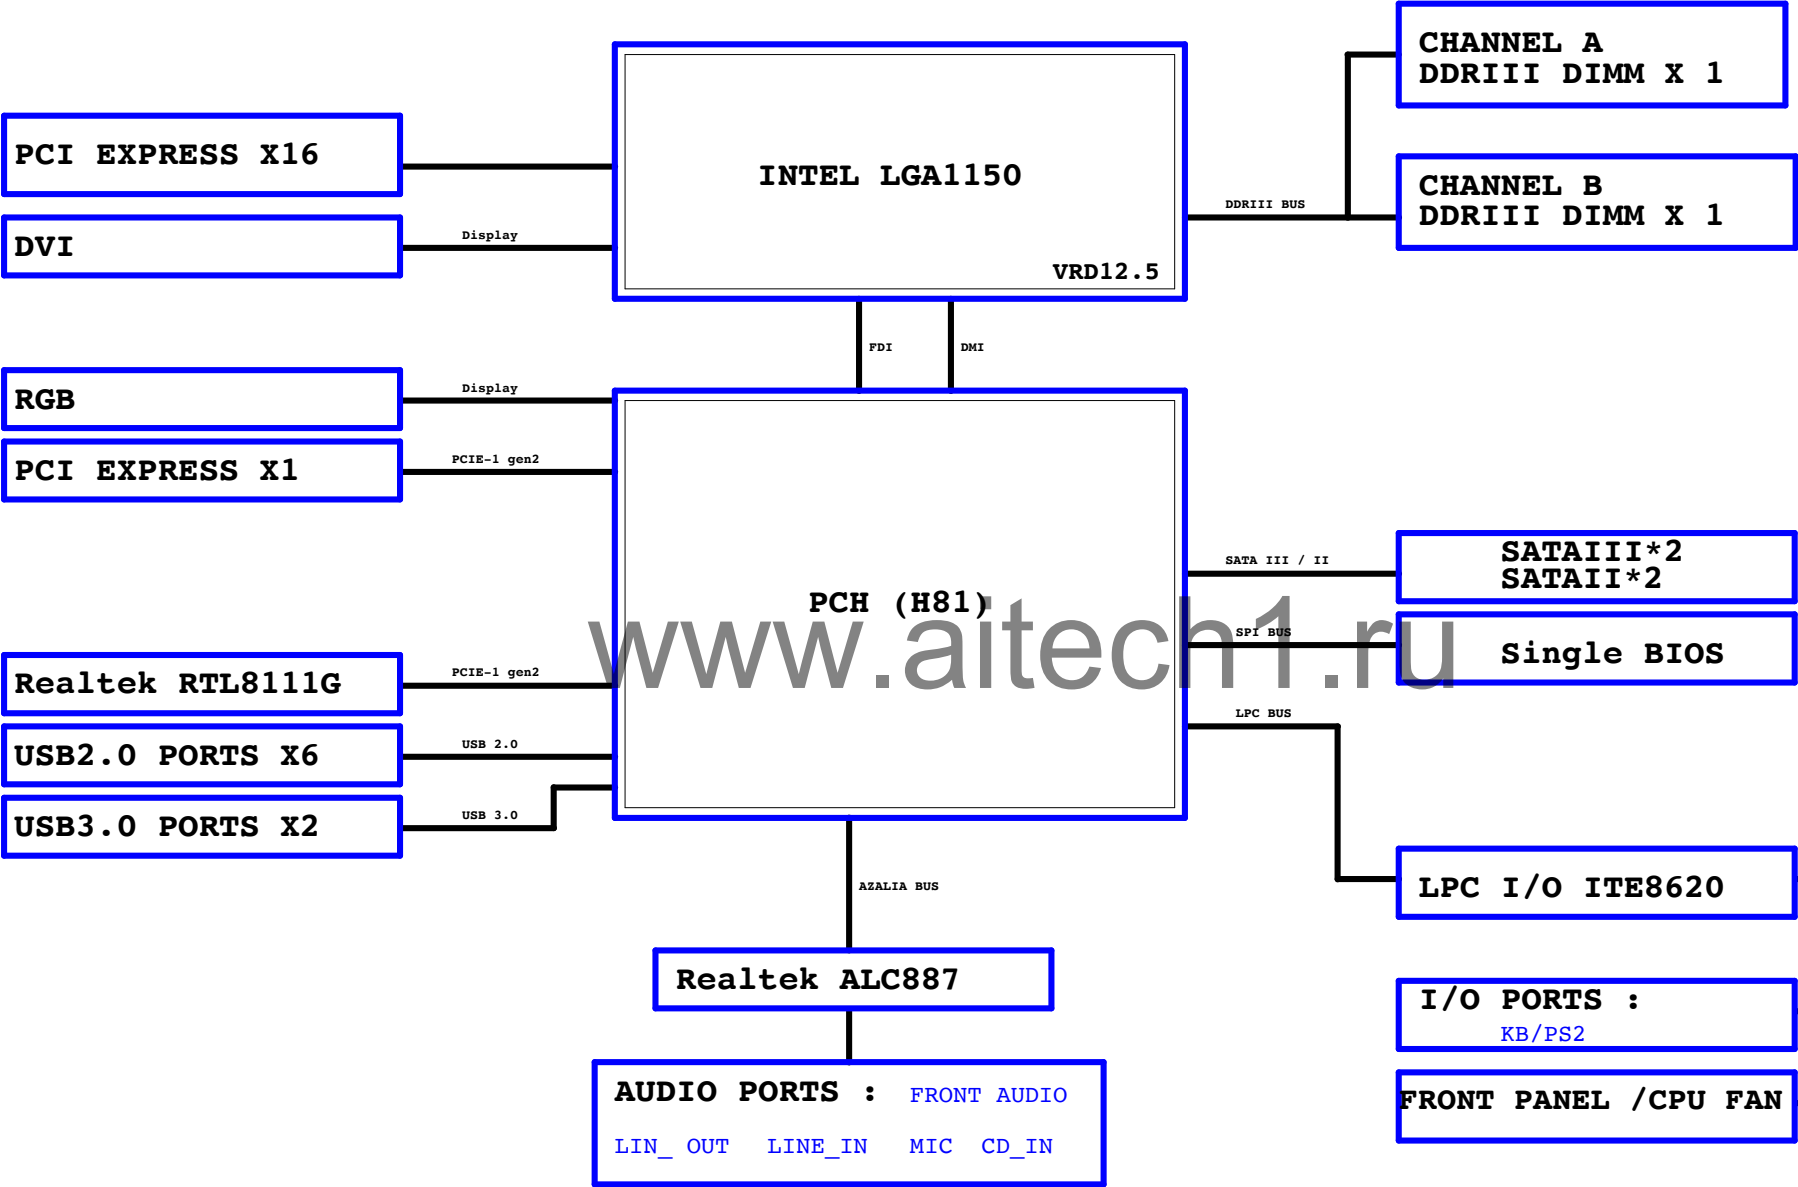 CHANNEL A
DDRIII DIMM X 1
PCI EXPRESS X16
INTEL LGA1150
CHANNEL B
DDRIII DIMM X 1
DDRIII BUS
DVI
Display
VRD12.5
FDI
DMI
RGB
Display
PCI EXPRESS X1
PCIE-1 gen2
SATA III / II
SATAIII*2
SATAII*2
PCH (H81)
www.aitech1.ru
SPI BUS
Single BIOS
Realtek RTL8111G
PCIE-1 gen2
LPC BUS
USB2.0 PORTS X6
USB 2.0
USB3.0 PORTS X2
USB 3.0
AZALIA BUS
LPC I/O ITE8620
Realtek ALC887
I/O PORTS :
KB/PS2
AUDIO PORTS : FRONT AUDIO
LIN_ OUT LINE_IN MIC CD_IN
FRONT PANEL /CPU FAN